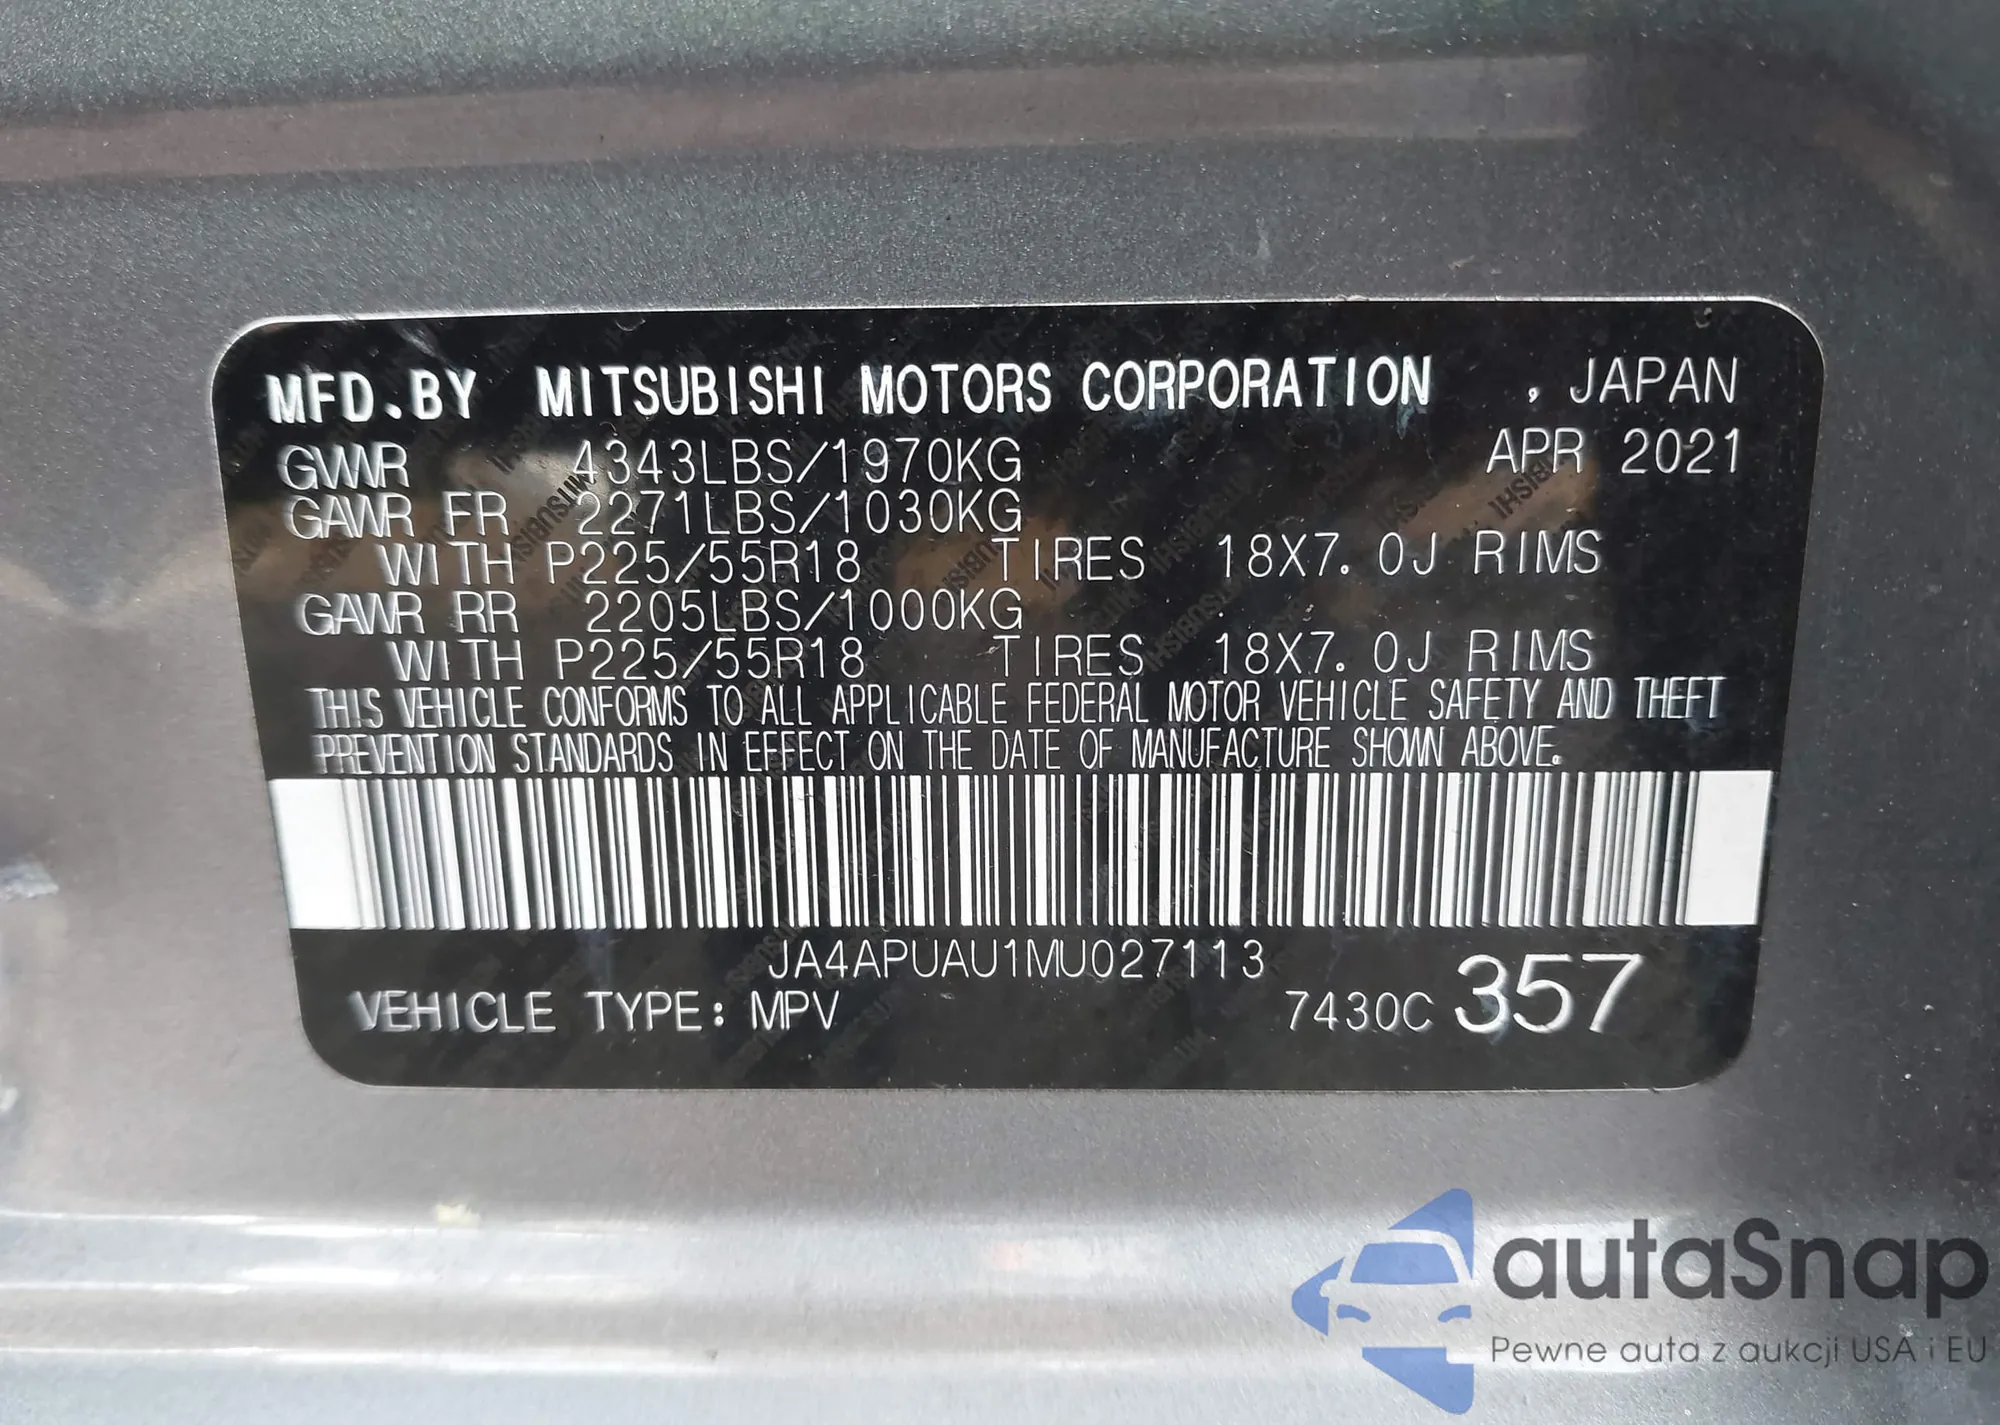 MFD.BY MITSUBISHI MOTORS CORPORATION , JAPAN
GVWR 4343LBS/1970KG APR 2021
GAWR FR 2271LBS/1030KG
WITH P225/55R18 TIRES 18X7.0J RIMS
GAWR RR 2205LBS/1000KG
WITH P225/55R18 TIRES 18X7.0J RIMS
THIS VEHICLE CONFORMS TO ALL APPLICABLE FEDERAL MOTOR VEHICLE SAFETY AND THEFT
PREVENTION STANDARDS IN EFFECT ON THE DATE OF MANUFACTURE SHOWN ABOVE.
JA4APUAU1MU027113
VEHICLE TYPE: MPV 7430C 357
autaSnap
Pewne auta z aukcji USA i EU